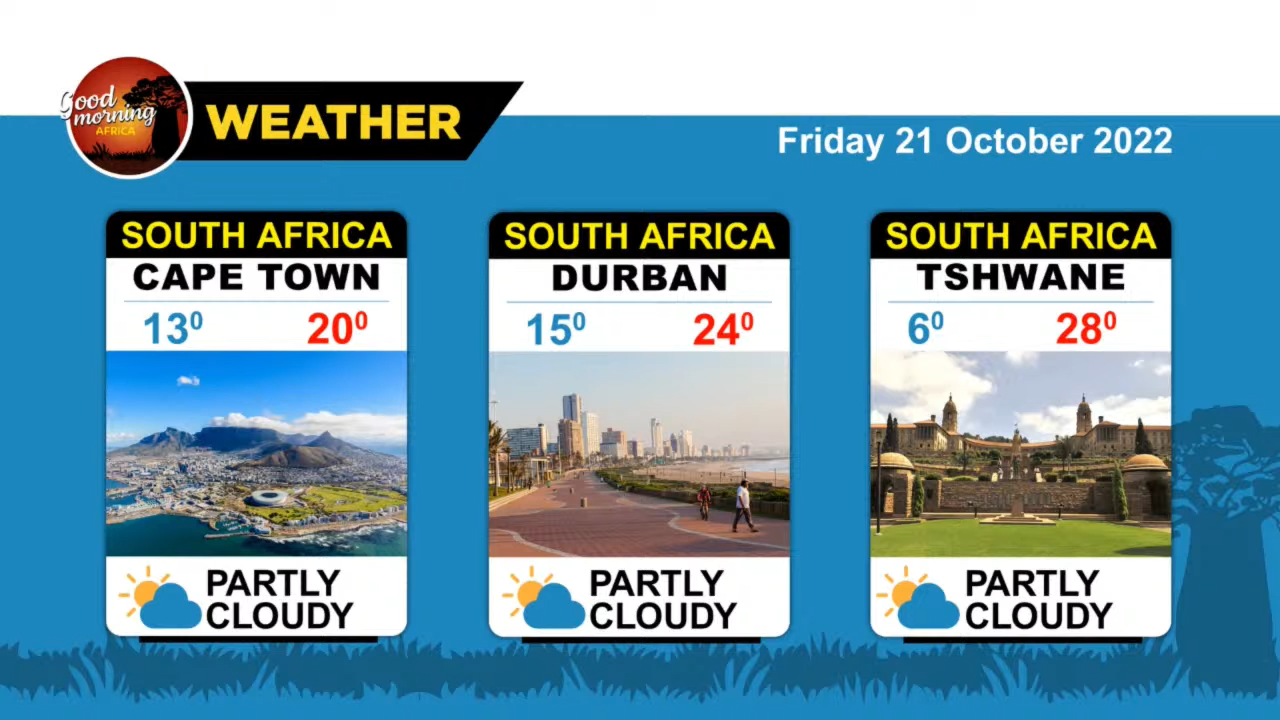 Good
morning
AFRICA
WEATHER
Friday 21 October 2022
SOUTH AFRICA
CAPE TOWN
13⁰ 20⁰
PARTLY
CLOUDY
SOUTH AFRICA
DURBAN
15⁰ 24⁰
PARTLY
CLOUDY
SOUTH AFRICA
TSHWANE
6⁰ 28⁰
PARTLY
CLOUDY